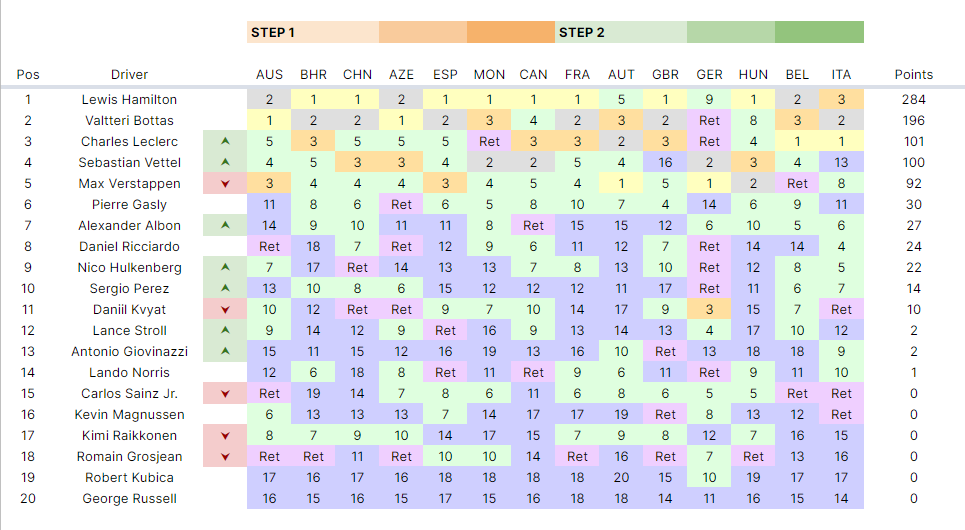 STEP 1 STEP 2
Pos Driver AUS BHR CHN AZE ESP MON CAN FRA AUT GBR GER HUN BEL ITA Points
1 Lewis Hamilton 2 1 1 2 1 1 1 1 5 1 9 1 2 3 284
2 Valtteri Bottas 1 2 2 1 2 3 4 2 3 2 Ret 8 3 2 196
3 Charles Leclerc 5 3 5 5 5 Ret 3 3 2 3 Ret 4 1 1 101
4 Sebastian Vettel 4 5 3 3 4 2 2 5 4 16 2 3 4 13 100
5 Max Verstappen 3 4 4 4 3 4 5 4 1 5 1 2 Ret 8 92
6 Pierre Gasly 11 8 6 Ret 6 5 8 10 7 4 14 6 9 11 30
7 Alexander Albon 14 9 10 11 11 8 Ret 15 15 12 6 10 5 6 27
8 Daniel Ricciardo Ret 18 7 Ret 12 9 6 11 12 7 Ret 14 14 4 24
9 Nico Hulkenberg 7 17 Ret 14 13 13 7 8 13 10 Ret 12 8 5 22
10 Sergio Perez 13 10 8 6 15 12 12 12 11 17 Ret 11 6 7 14
11 Daniil Kvyat 10 12 Ret Ret 9 7 10 14 17 9 3 15 7 Ret 10
12 Lance Stroll 9 14 12 9 Ret 16 9 13 14 13 4 17 10 12 2
13 Antonio Giovinazzi 15 11 15 12 16 19 13 16 10 Ret 13 18 18 9 2
14 Lando Norris 12 6 18 8 Ret 11 Ret 9 6 11 Ret 9 11 10 1
15 Carlos Sainz Jr. Ret 19 14 7 8 6 11 6 8 6 5 5 Ret Ret 0
16 Kevin Magnussen 6 13 13 13 7 14 17 17 19 Ret 8 13 12 Ret 0
17 Kimi Raikkonen 8 7 9 10 14 17 15 7 9 8 12 7 16 15 0
18 Romain Grosjean Ret Ret 11 Ret 10 10 14 Ret 16 Ret 7 Ret 13 16 0
19 Robert Kubica 17 16 17 16 18 18 18 18 20 15 10 19 17 17 0
20 George Russell 16 15 16 15 17 15 16 18 18 14 11 16 15 14 0